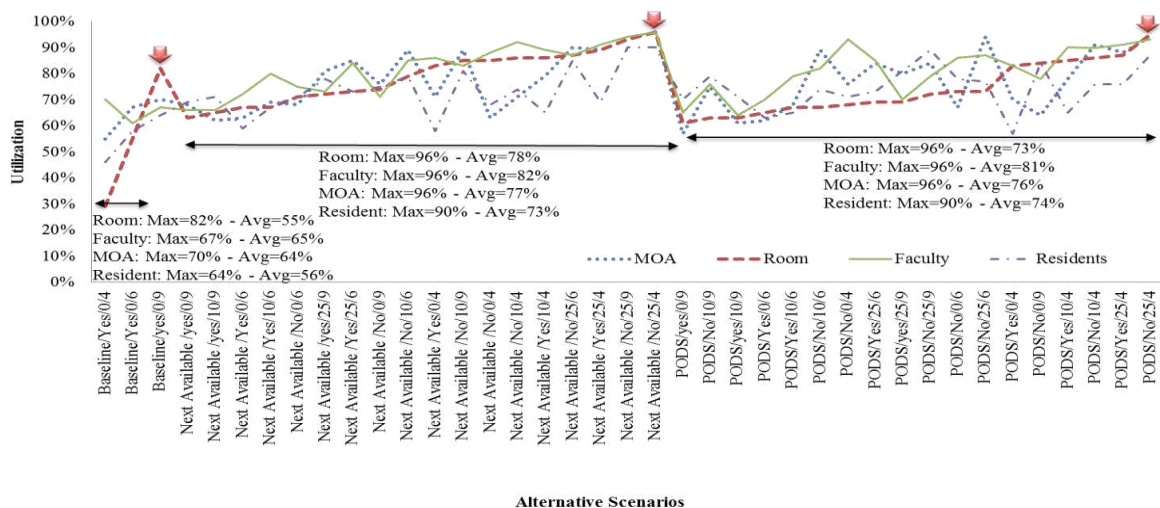 100%
90%
80%
70%
60%
50%
40%
30%
20%
10%
0%
Utilization
Room: Max=82% - Avg=55%
Faculty: Max=67% - Avg=65%
MOA: Max=70% - Avg=64%
Resident: Max=64% - Avg=56%
Room: Max=96% - Avg=78%
Faculty: Max=96% - Avg=82%
MOA: Max=96% - Avg=77%
Resident: Max=90% - Avg=73%
Room: Max=96% - Avg=73%
Faculty: Max=96% - Avg=81%
MOA: Max=96% - Avg=76%
Resident: Max=90% - Avg=74%
MOA
Room
Faculty
Residents
Baseline/Yes/0/4
Baseline/Yes/0/6
Baseline/yes/0/9
Next Available /yes/0/9
Next Available /yes/10/9
Next Available /Yes/0/6
Next Available /Yes/10/6
Next Available /No/0/6
Next Available /yes/25/9
Next Available /Yes/25/6
Next Available /No/0/9
Next Available /No/10/6
Next Available /Yes/0/4
Next Available /No/10/9
Next Available /No/0/4
Next Available /No/10/4
Next Available /Yes/10/4
Next Available /No/25/6
Next Available /Yes/25/4
Next Available /No/25/9
Next Available /No/25/4
PODS/yes/0/9
PODS/No/10/9
PODS/yes/10/9
PODS/Yes/0/6
PODS/Yes/10/6
PODS/No/10/6
PODS/No/0/4
PODS/Yes/25/6
PODS/yes/25/9
PODS/No/25/9
PODS/No/0/6
PODS/No/25/6
PODS/Yes/0/4
PODS/No/0/9
PODS/Yes/10/4
PODS/No/10/4
PODS/Yes/25/4
PODS/No/25/4
Alternative Scenarios